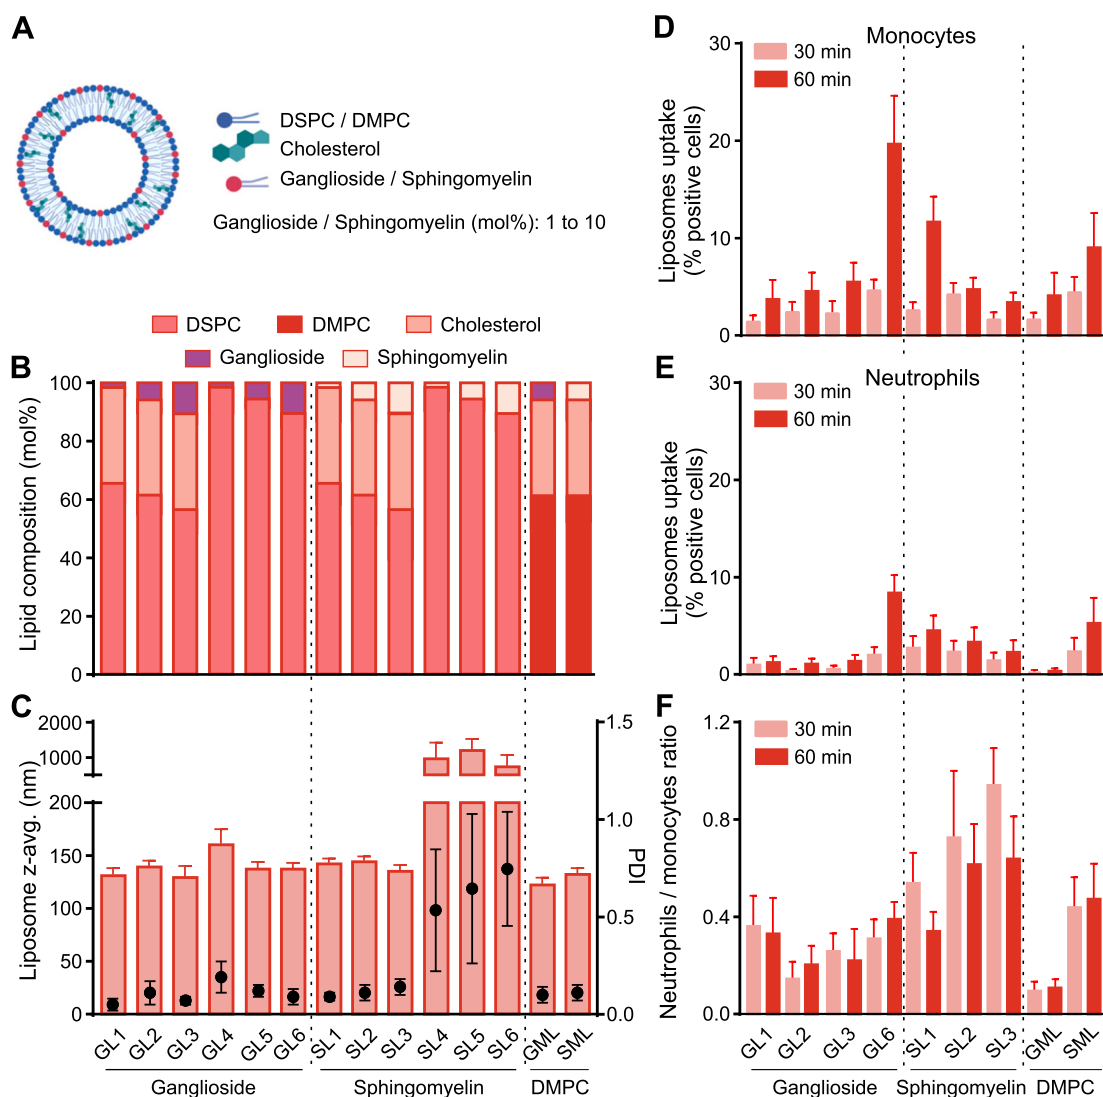 A
DSPC / DMPC
Cholesterol
Ganglioside / Sphingomyelin
Ganglioside / Sphingomyelin (mol%): 1 to 10
DSPC DMPC Cholesterol
Ganglioside Sphingomyelin
B
Lipid composition (mol%)
100
80
60
40
20
0
C
Liposome z-avg. (nm)
2000
1000
200
150
100
50
0
1.5
1.0
0.5
0.0
PDI
GL1 GL2 GL3 GL4 GL5 GL6 SL1 SL2 SL3 SL4 SL5 SL6 GML SML
Ganglioside Sphingomyelin DMPC
D
Monocytes
30 min
60 min
Liposomes uptake
(% positive cells)
30
20
10
0
E
Neutrophils
30 min
60 min
Liposomes uptake
(% positive cells)
30
20
10
0
F
30 min
60 min
Neutrophils / monocytes ratio
1.2
0.8
0.4
0.0
GL1 GL2 GL3 GL6 SL1 SL2 SL3 GML SML
Ganglioside Sphingomyelin DMPC